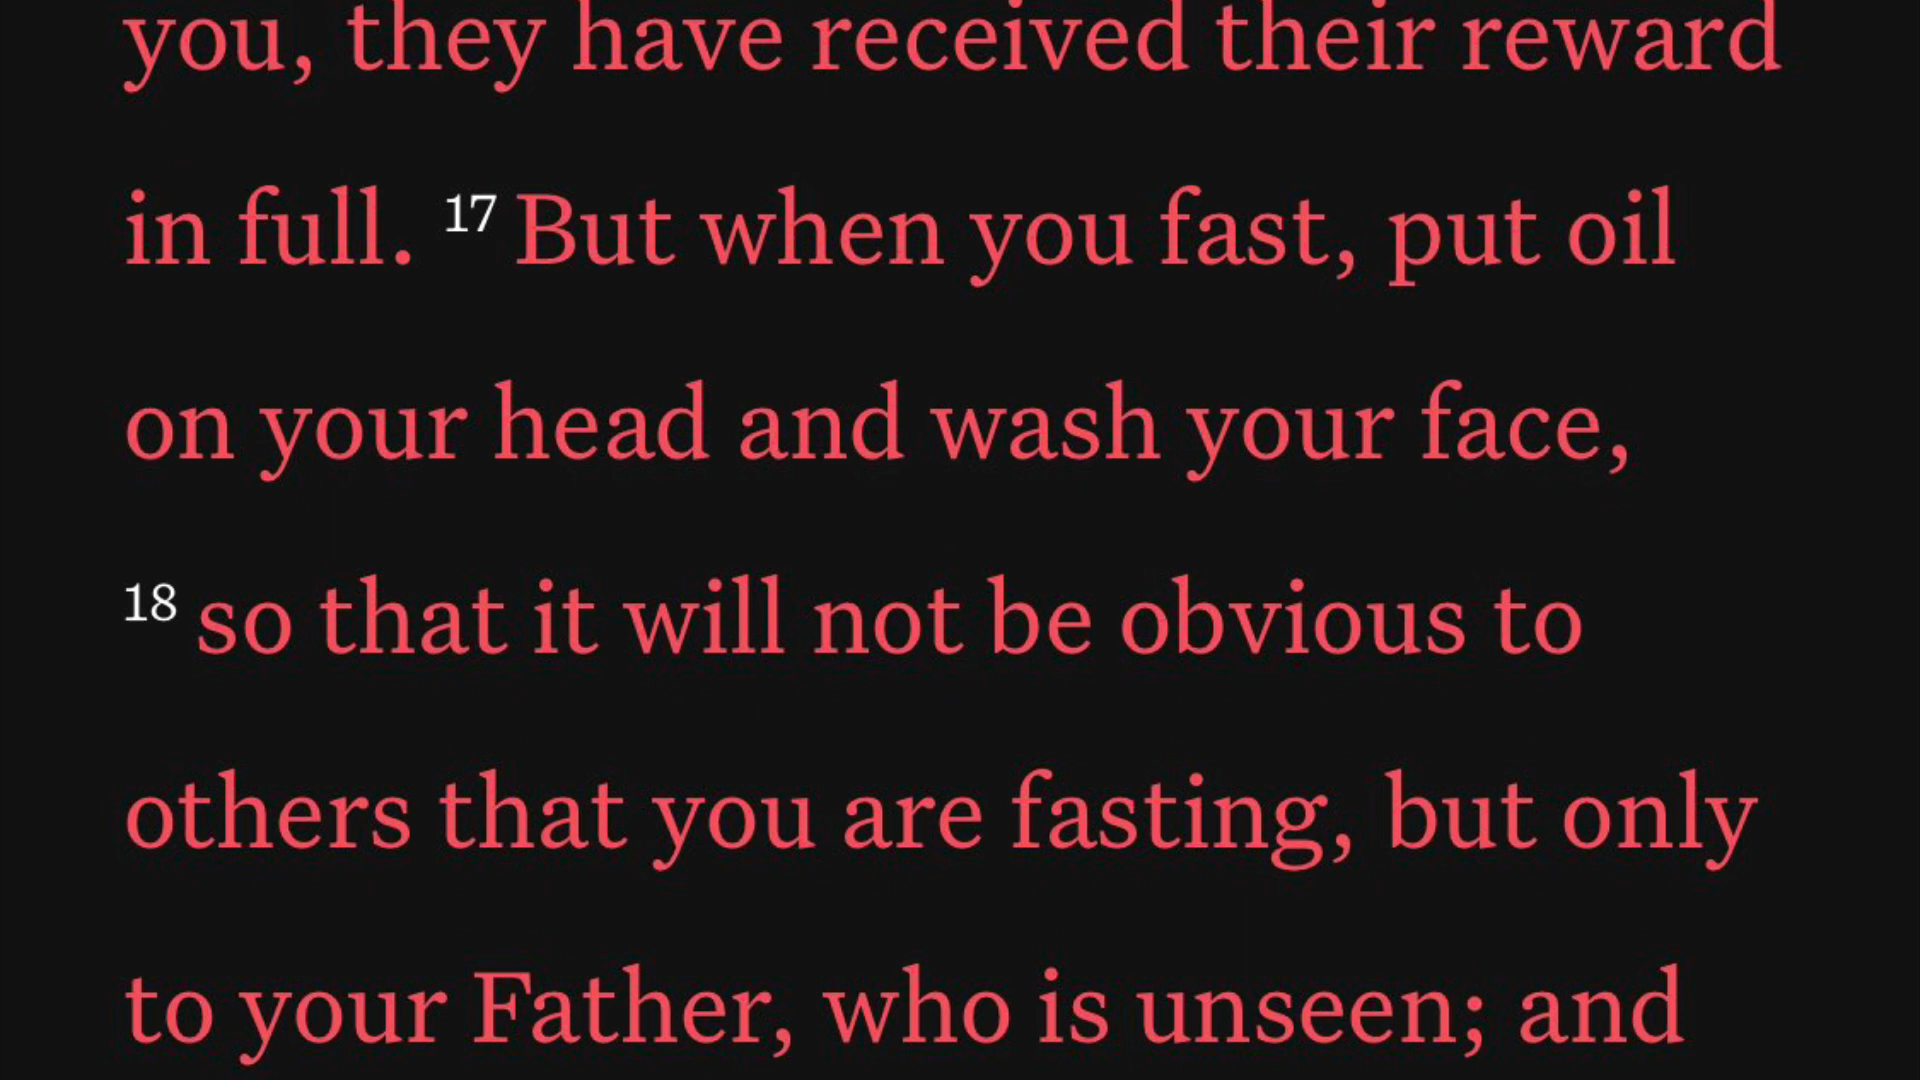 you, they have received their reward
in full. 17 But when you fast, put oil
on your head and wash your face,
18 so that it will not be obvious to
others that you are fasting, but only
to your Father, who is unseen; and